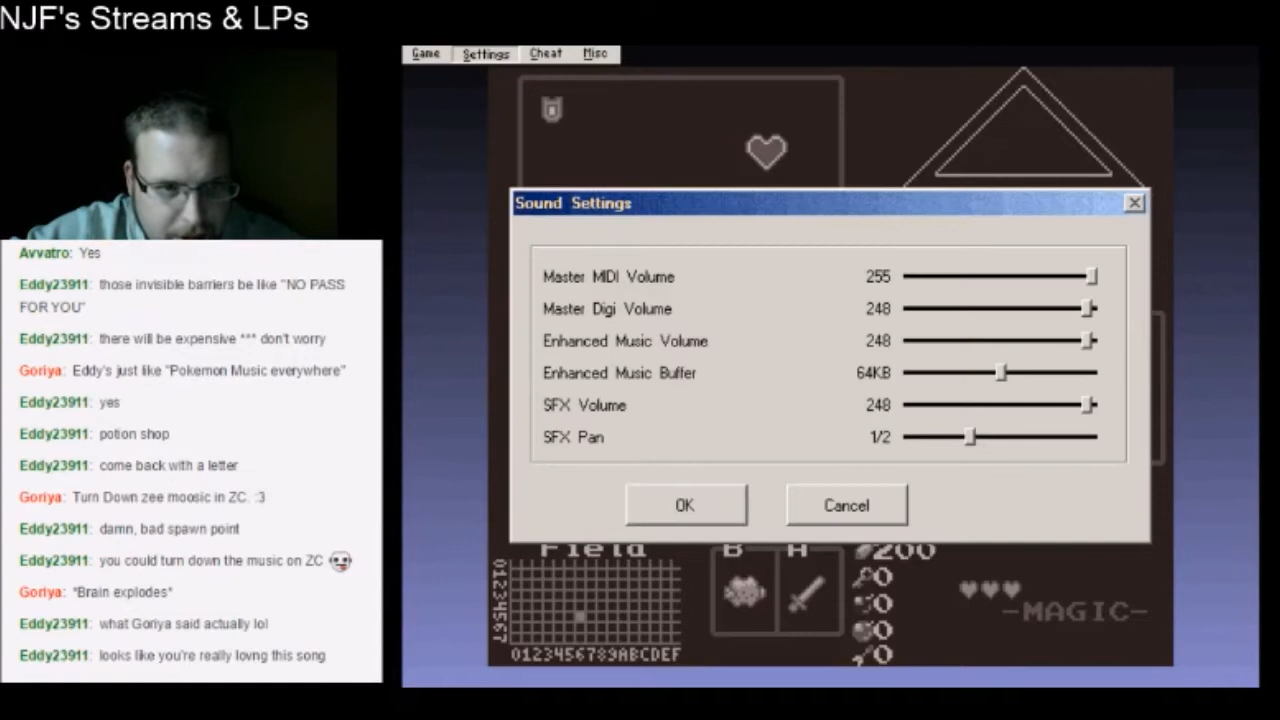 NJF's Streams & LPs
Game Settings Cheat Misc
Avvatro: Yes
Eddy23911: those invisible barriers be like "NO PASS
FOR YOU"
Eddy23911: there will be expensive *** don't worry
Goriya: Eddy's just like "Pokemon Music everywhere"
Eddy23911: yes
Eddy23911: potion shop
Eddy23911: come back with a letter
Goriya: Turn Down zee moosic in ZC. :3
Eddy23911: damn, bad spawn point
Eddy23911: you could turn down the music on ZC
Goriya: *Brain explodes*
Eddy23911: what Goriya said actually lol
Eddy23911: looks like you're really lovng this song
Sound Settings
Master MIDI Volume 255
Master Digi Volume 248
Enhanced Music Volume 248
Enhanced Music Buffer 64KB
SFX Volume 248
SFX Pan 1/2
OK Cancel
Field B A 200
01234567
0
0
0
0
-MAGIC-
0123456789ABCDEF